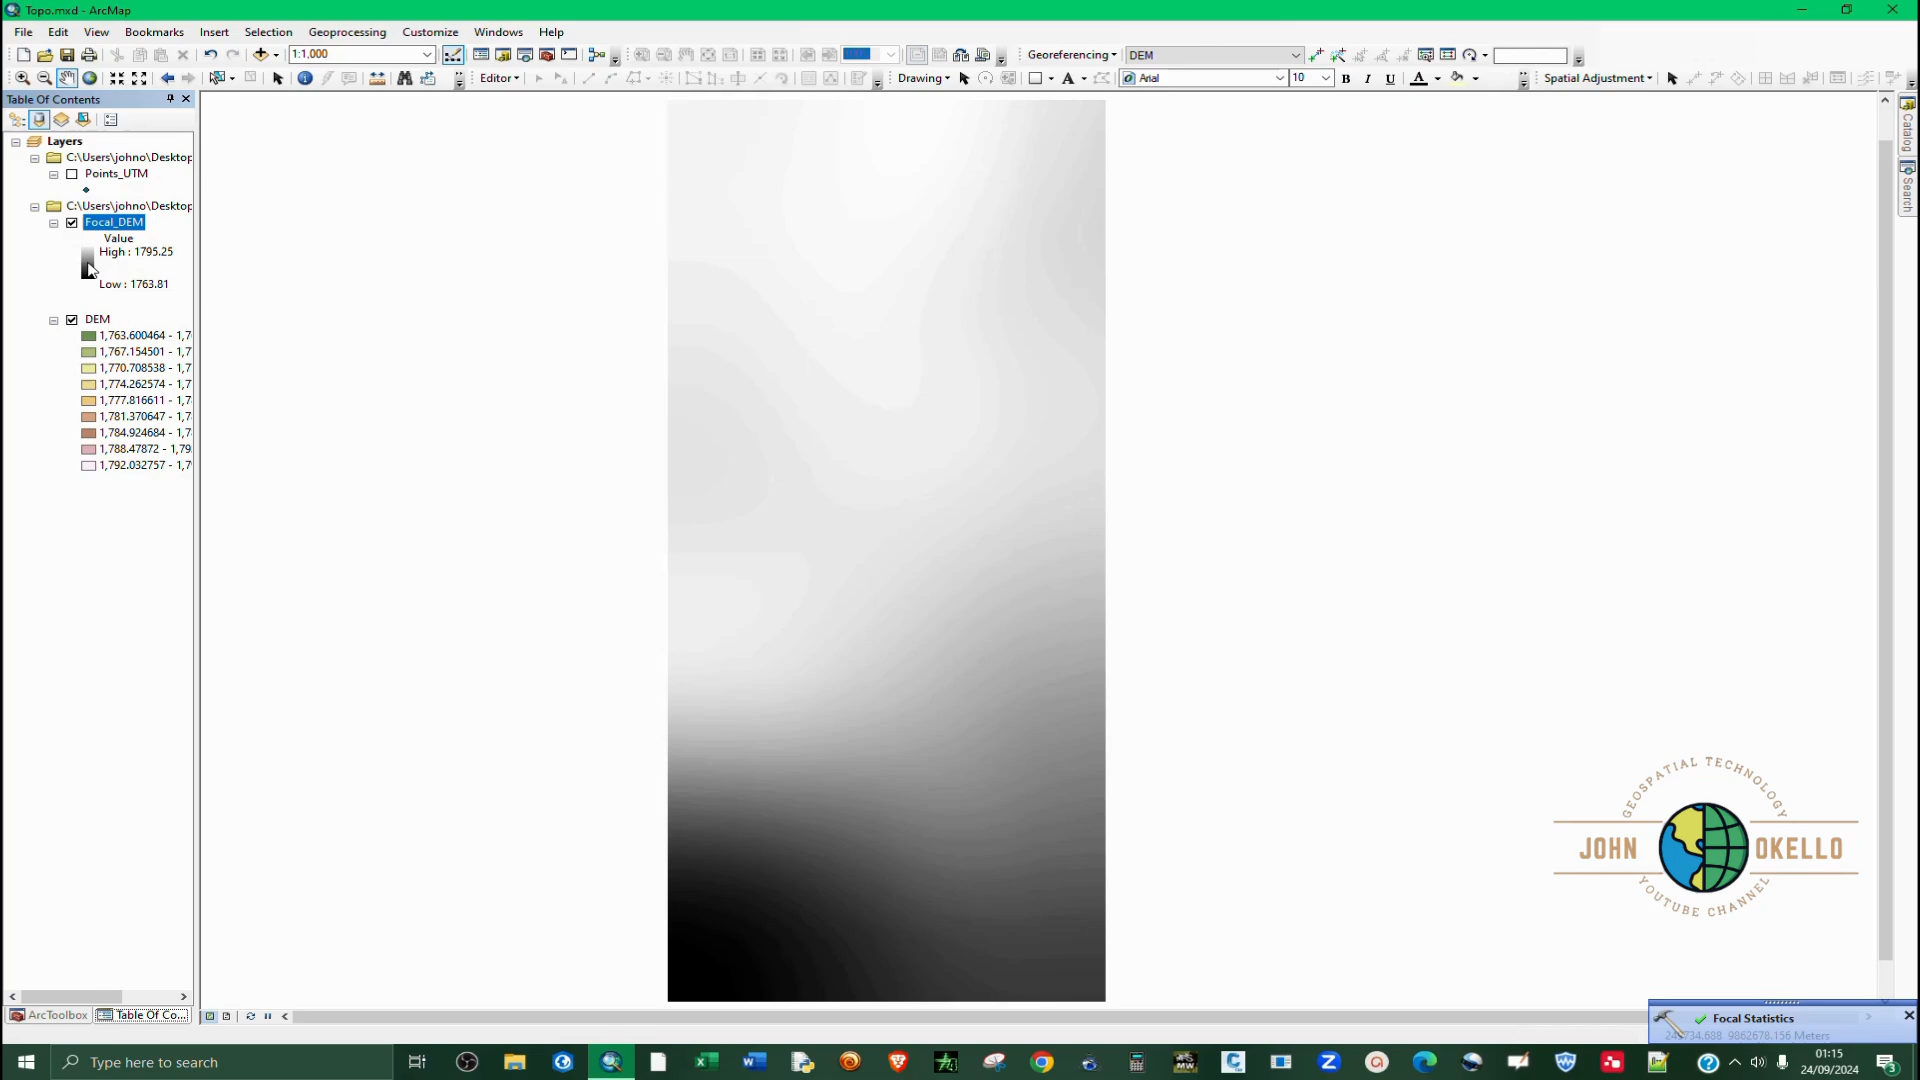 Topo.mxd - ArcMap
File Edit View Bookmarks Insert Selection Geoprocessing Customize Windows Help
1:1,000 Georeferencing DEM
Editor Drawing Arial 10 B I U A Spatial Adjustment
Table Of Contents
Layers
C:\Users\johno\Desktop
Points_UTM
C:\Users\johno\Desktop
Focal_DEM
Value
High : 1795.25
Low : 1763.81
DEM
1,763.600464 - 1,7
1,767.154501 - 1,7
1,770.708538 - 1,7
1,774.262574 - 1,7
1,777.816611 - 1,7
1,781.370647 - 1,7
1,784.924684 - 1,7
1,788.47872 - 1,79
1,792.032757 - 1,7
Catalog
Search
GEOSPATIAL TECHNOLOGY
JOHN OKELLO
YOUTUBE CHANNEL
ArcToolbox Table Of Co...
Focal Statistics
9862678.156 Meters
Type here to search
01:15
24/09/2024